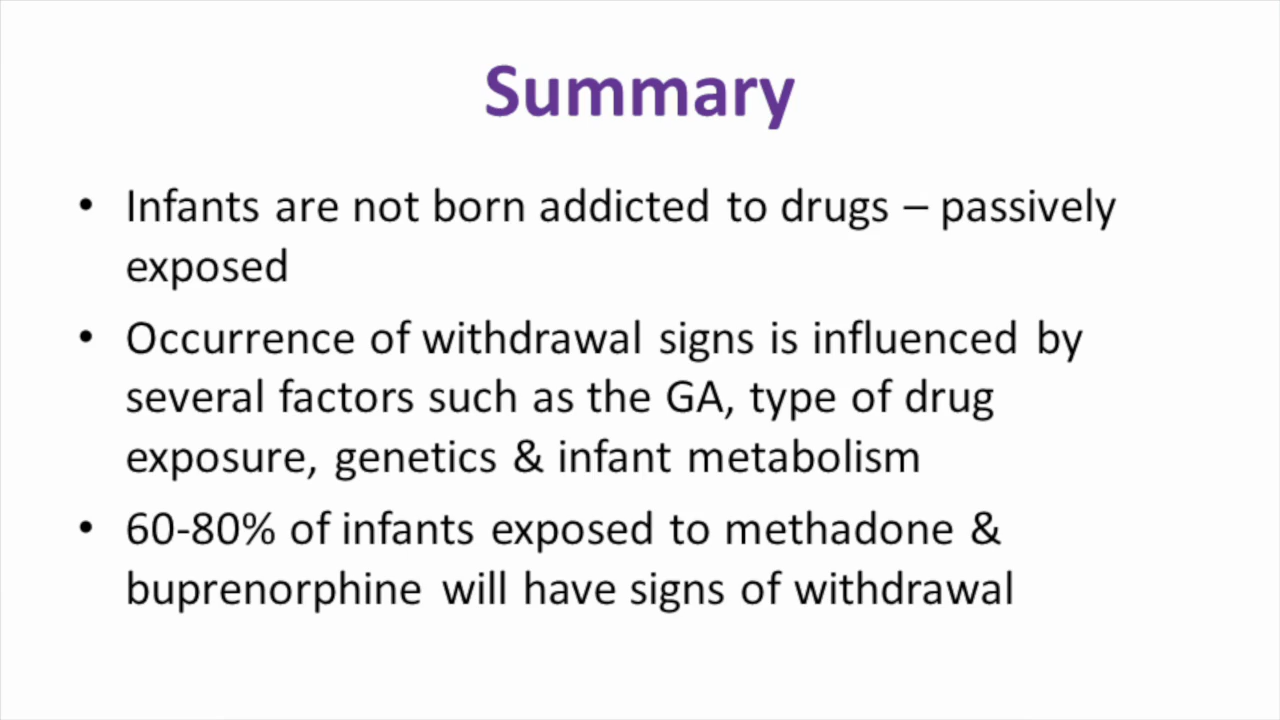 Summary
• Infants are not born addicted to drugs – passively
exposed
• Occurrence of withdrawal signs is influenced by
several factors such as the GA, type of drug
exposure, genetics & infant metabolism
• 60-80% of infants exposed to methadone &
buprenorphine will have signs of withdrawal